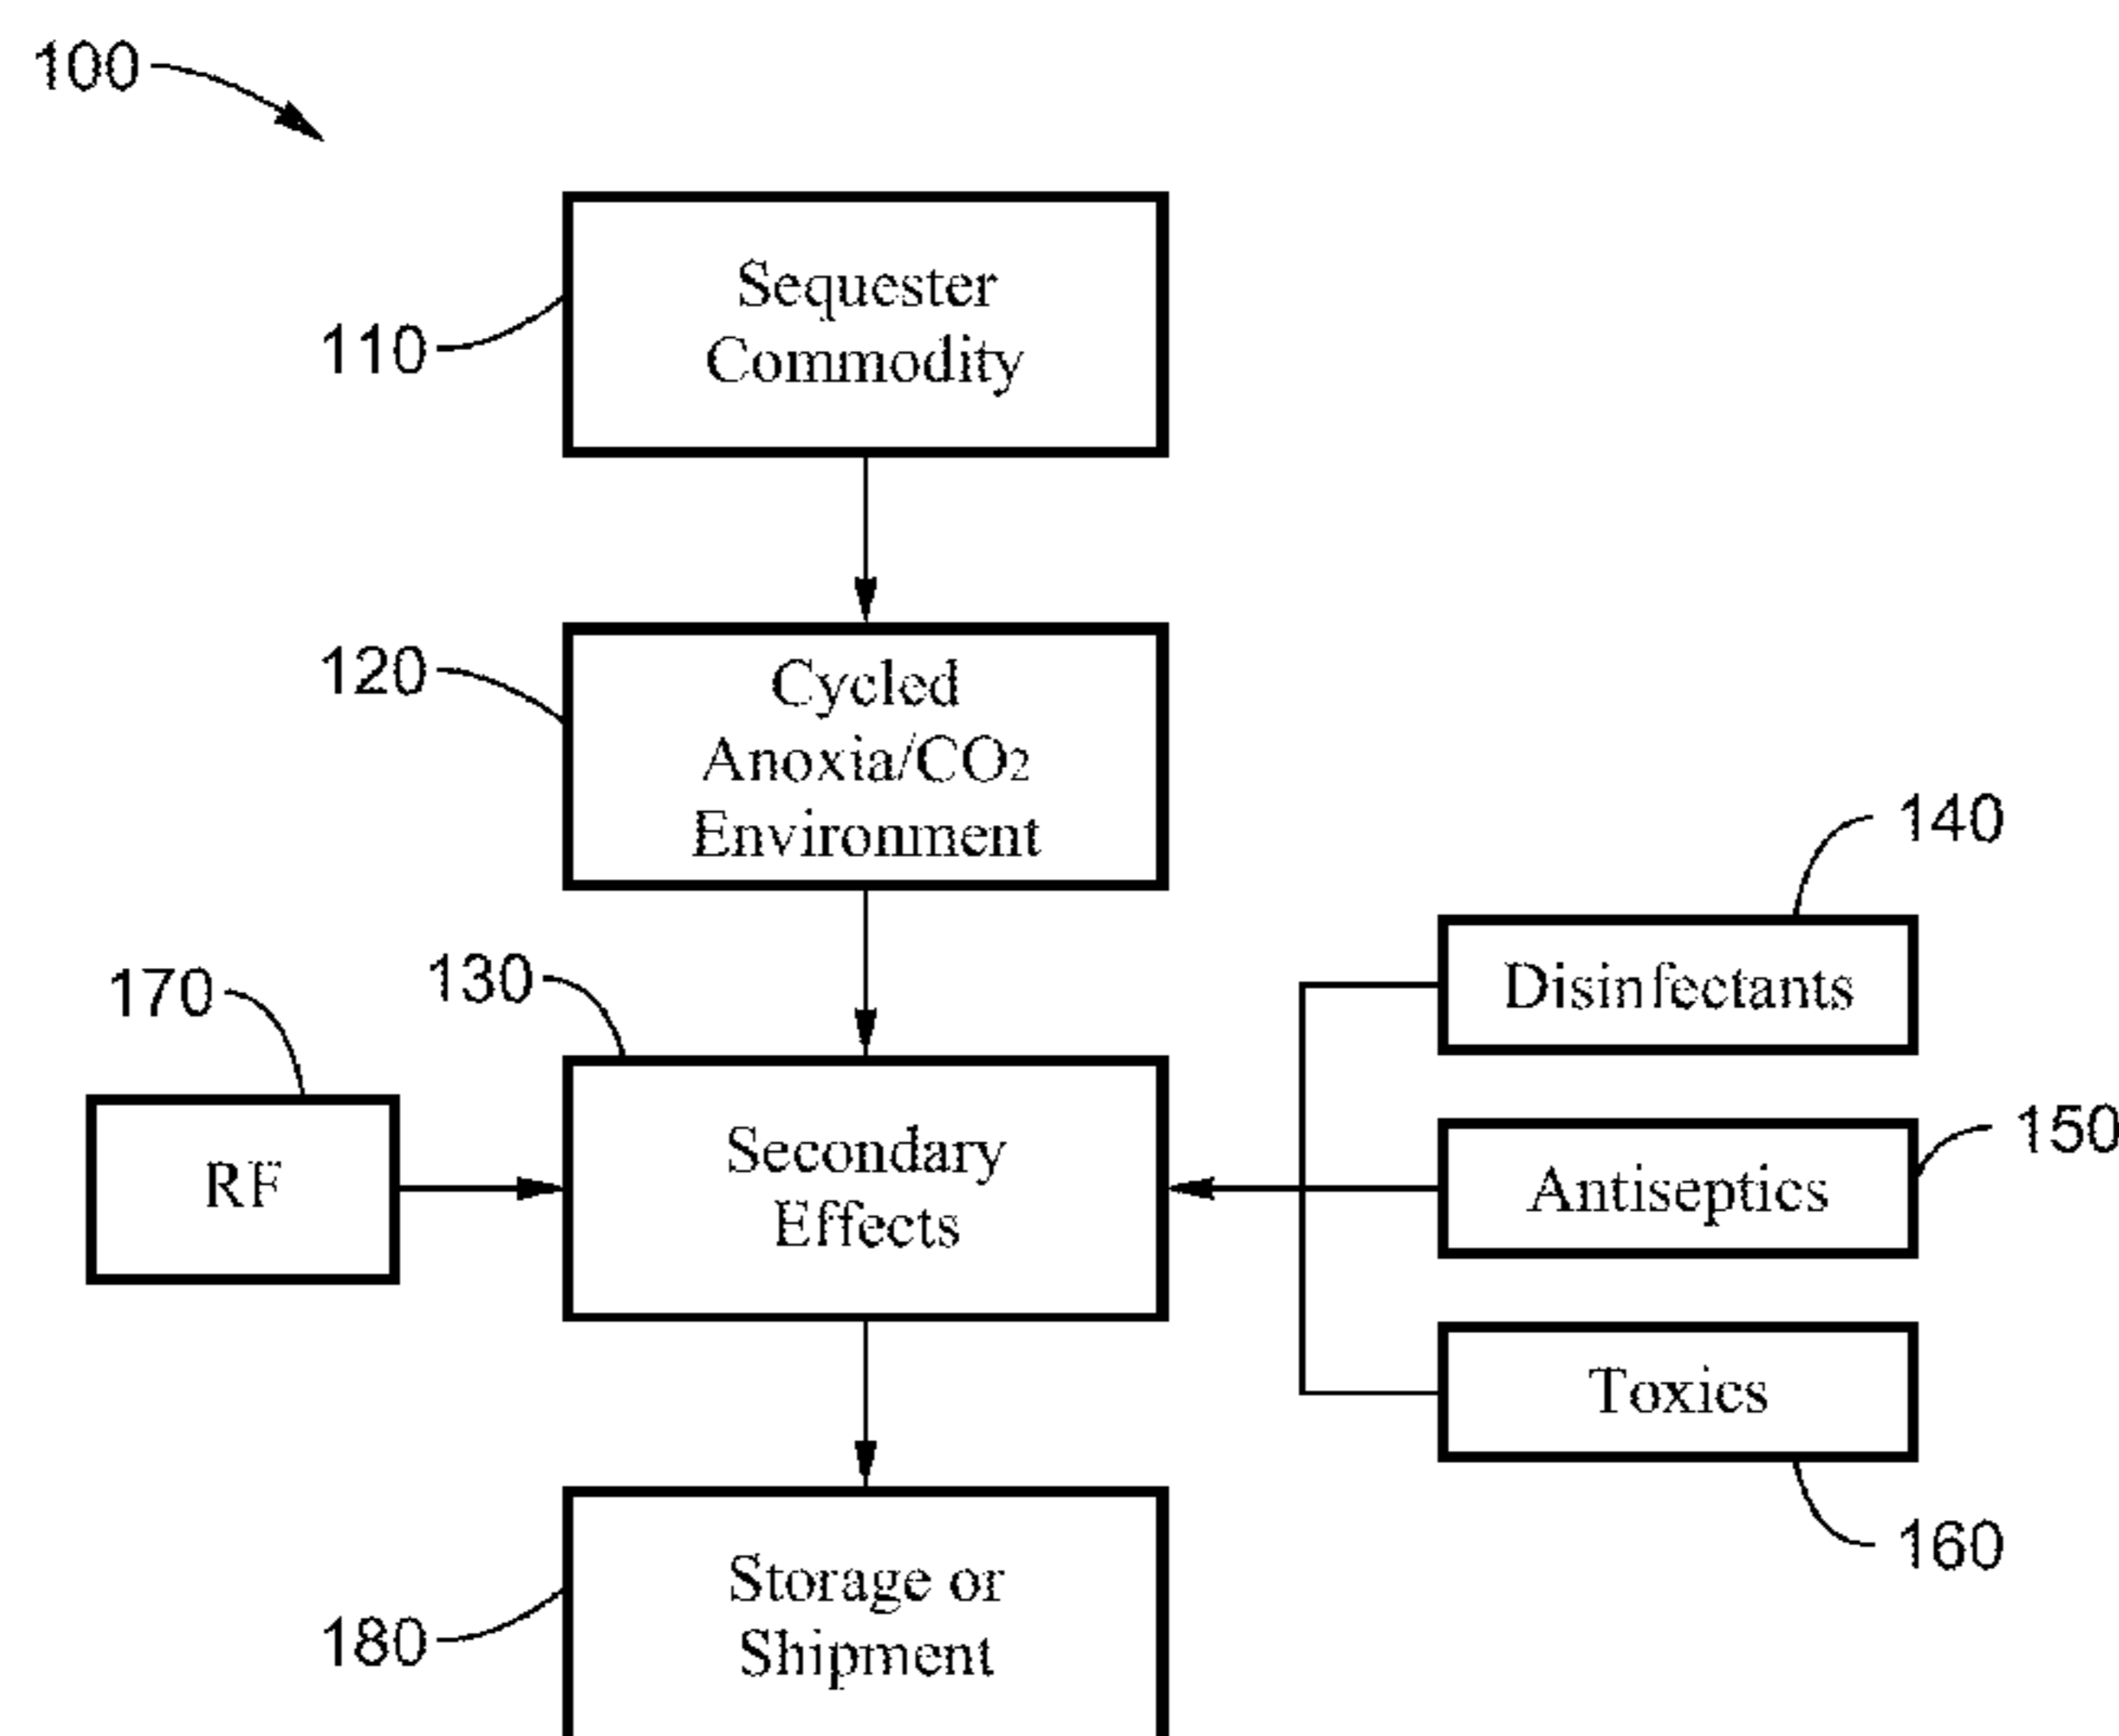 100
Sequester
Commodity
110
Cycled
Anoxia/CO₂
Environment
120
140
Disinfectants
170
130
RF
Secondary
Effects
150
Antiseptics
Toxics
160
Storage or
Shipment
180